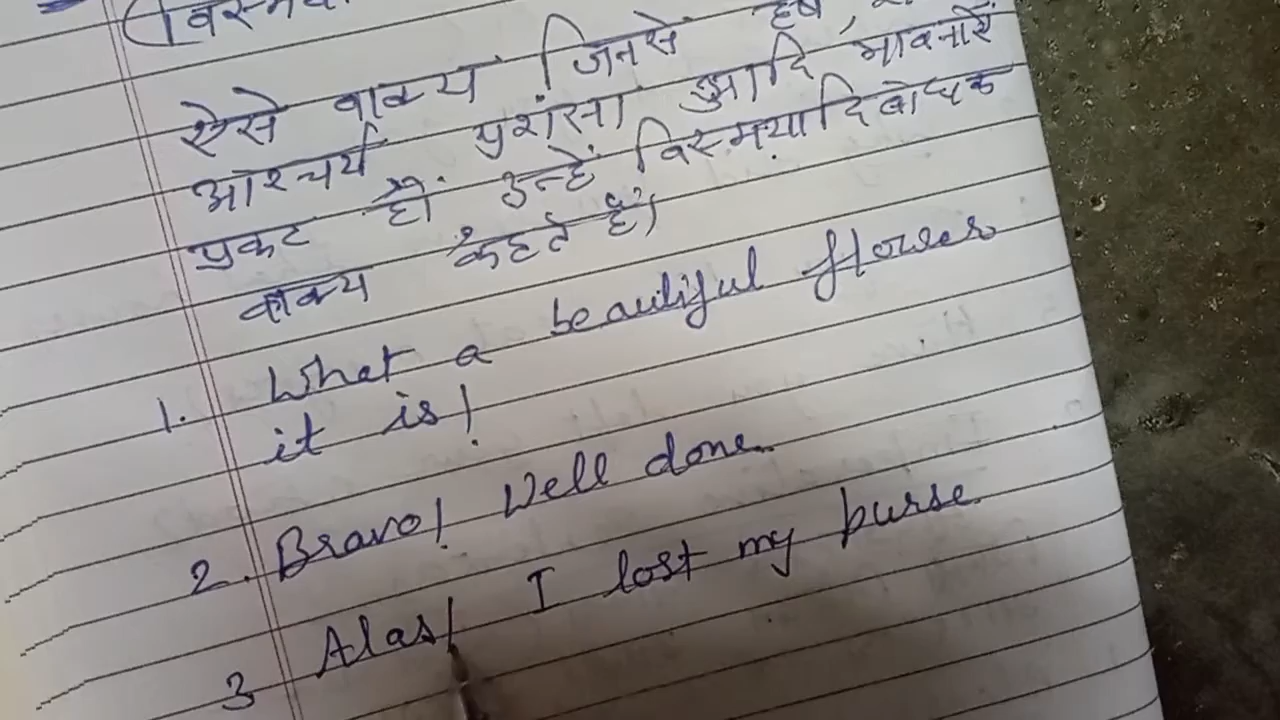 ऐसे वाक्य जिनसे हर्ष,
आश्चर्य प्रशंसा आदि भावनाएँ
प्रकट हों उन्हें विस्मयादिबोधक
वाक्य कहते हैं।
1. What a beautiful flower
it is!
2. Bravo! Well done.
3 Alas! I lost my purse.